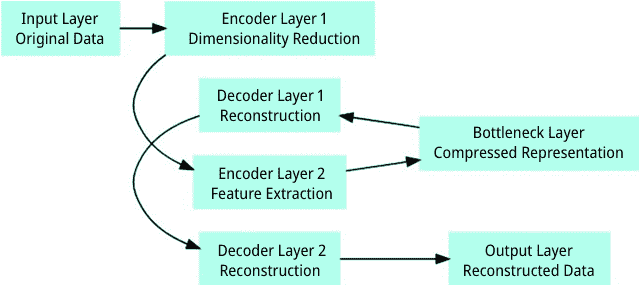 Input Layer
Original Data
Encoder Layer 1
Dimensionality Reduction
Decoder Layer 1
Reconstruction
Bottleneck Layer
Compressed Representation
Encoder Layer 2
Feature Extraction
Decoder Layer 2
Reconstruction
Output Layer
Reconstructed Data